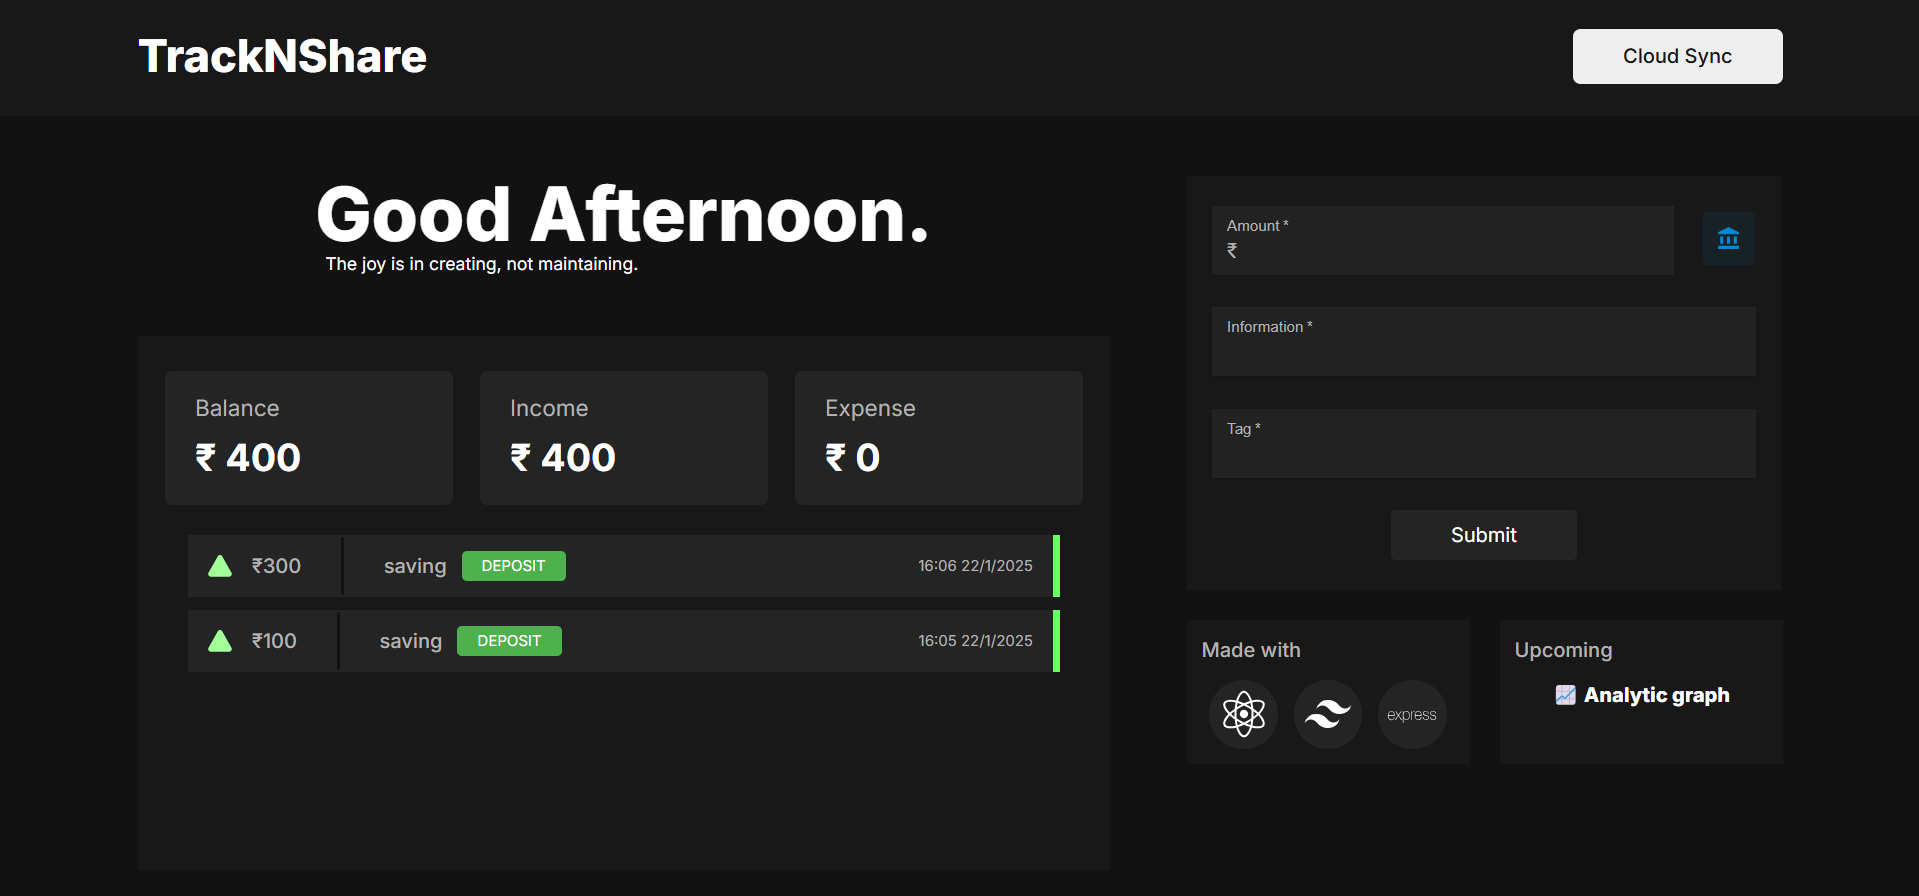 TrackNShare
Cloud Sync
Good Afternoon.
The joy is in creating, not maintaining.
Balance
₹ 400
Income
₹ 400
Expense
₹ 0
₹300 saving DEPOSIT 16:06 22/1/2025
₹100 saving DEPOSIT 16:05 22/1/2025
Amount *
₹
Information *
Tag *
Submit
Made with
express
Upcoming
📈 Analytic graph